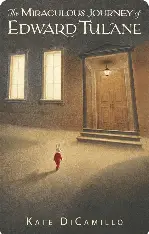 The Miraculous Journey of
Edward Tulane
Kate DiCamillo